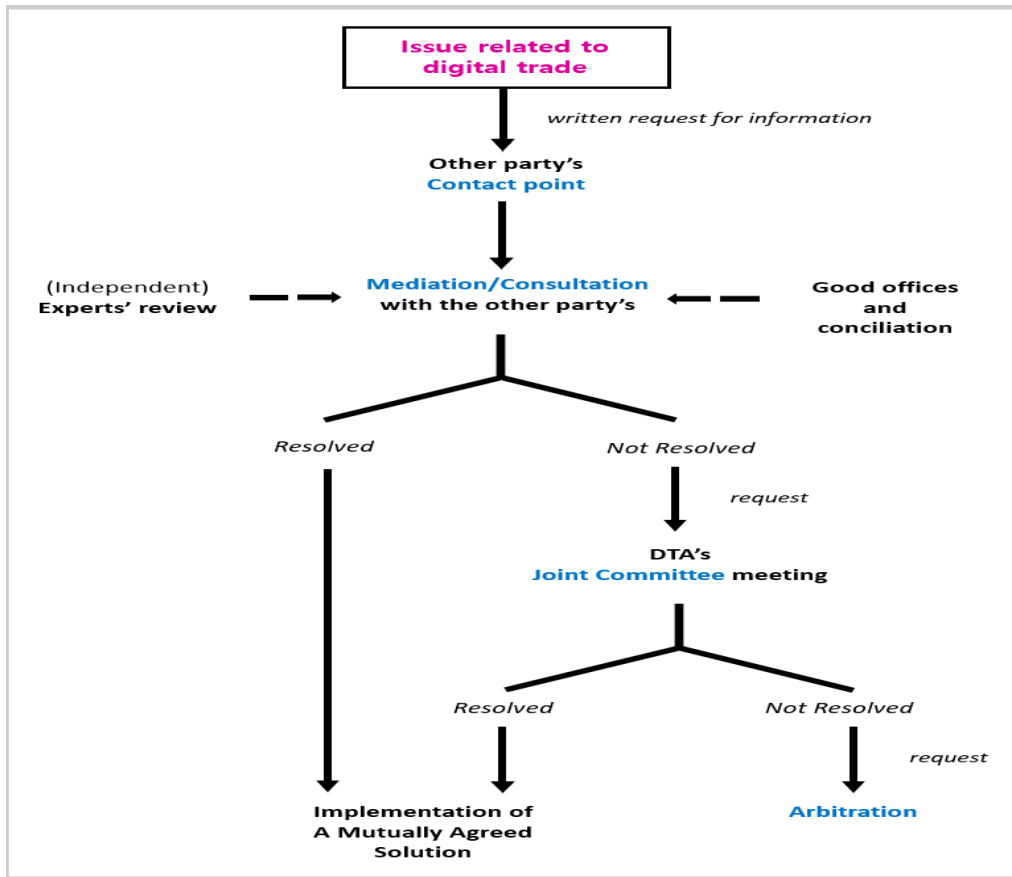 Issue related to
digital trade
written request for information
Other party's
Contact point
(Independent)
Experts' review
Mediation/Consultation
with the other party's
Good offices
and
conciliation
Resolved
Not Resolved
request
DTA's
Joint Committee meeting
Resolved
Not Resolved
request
Implementation of
A Mutually Agreed
Solution
Arbitration